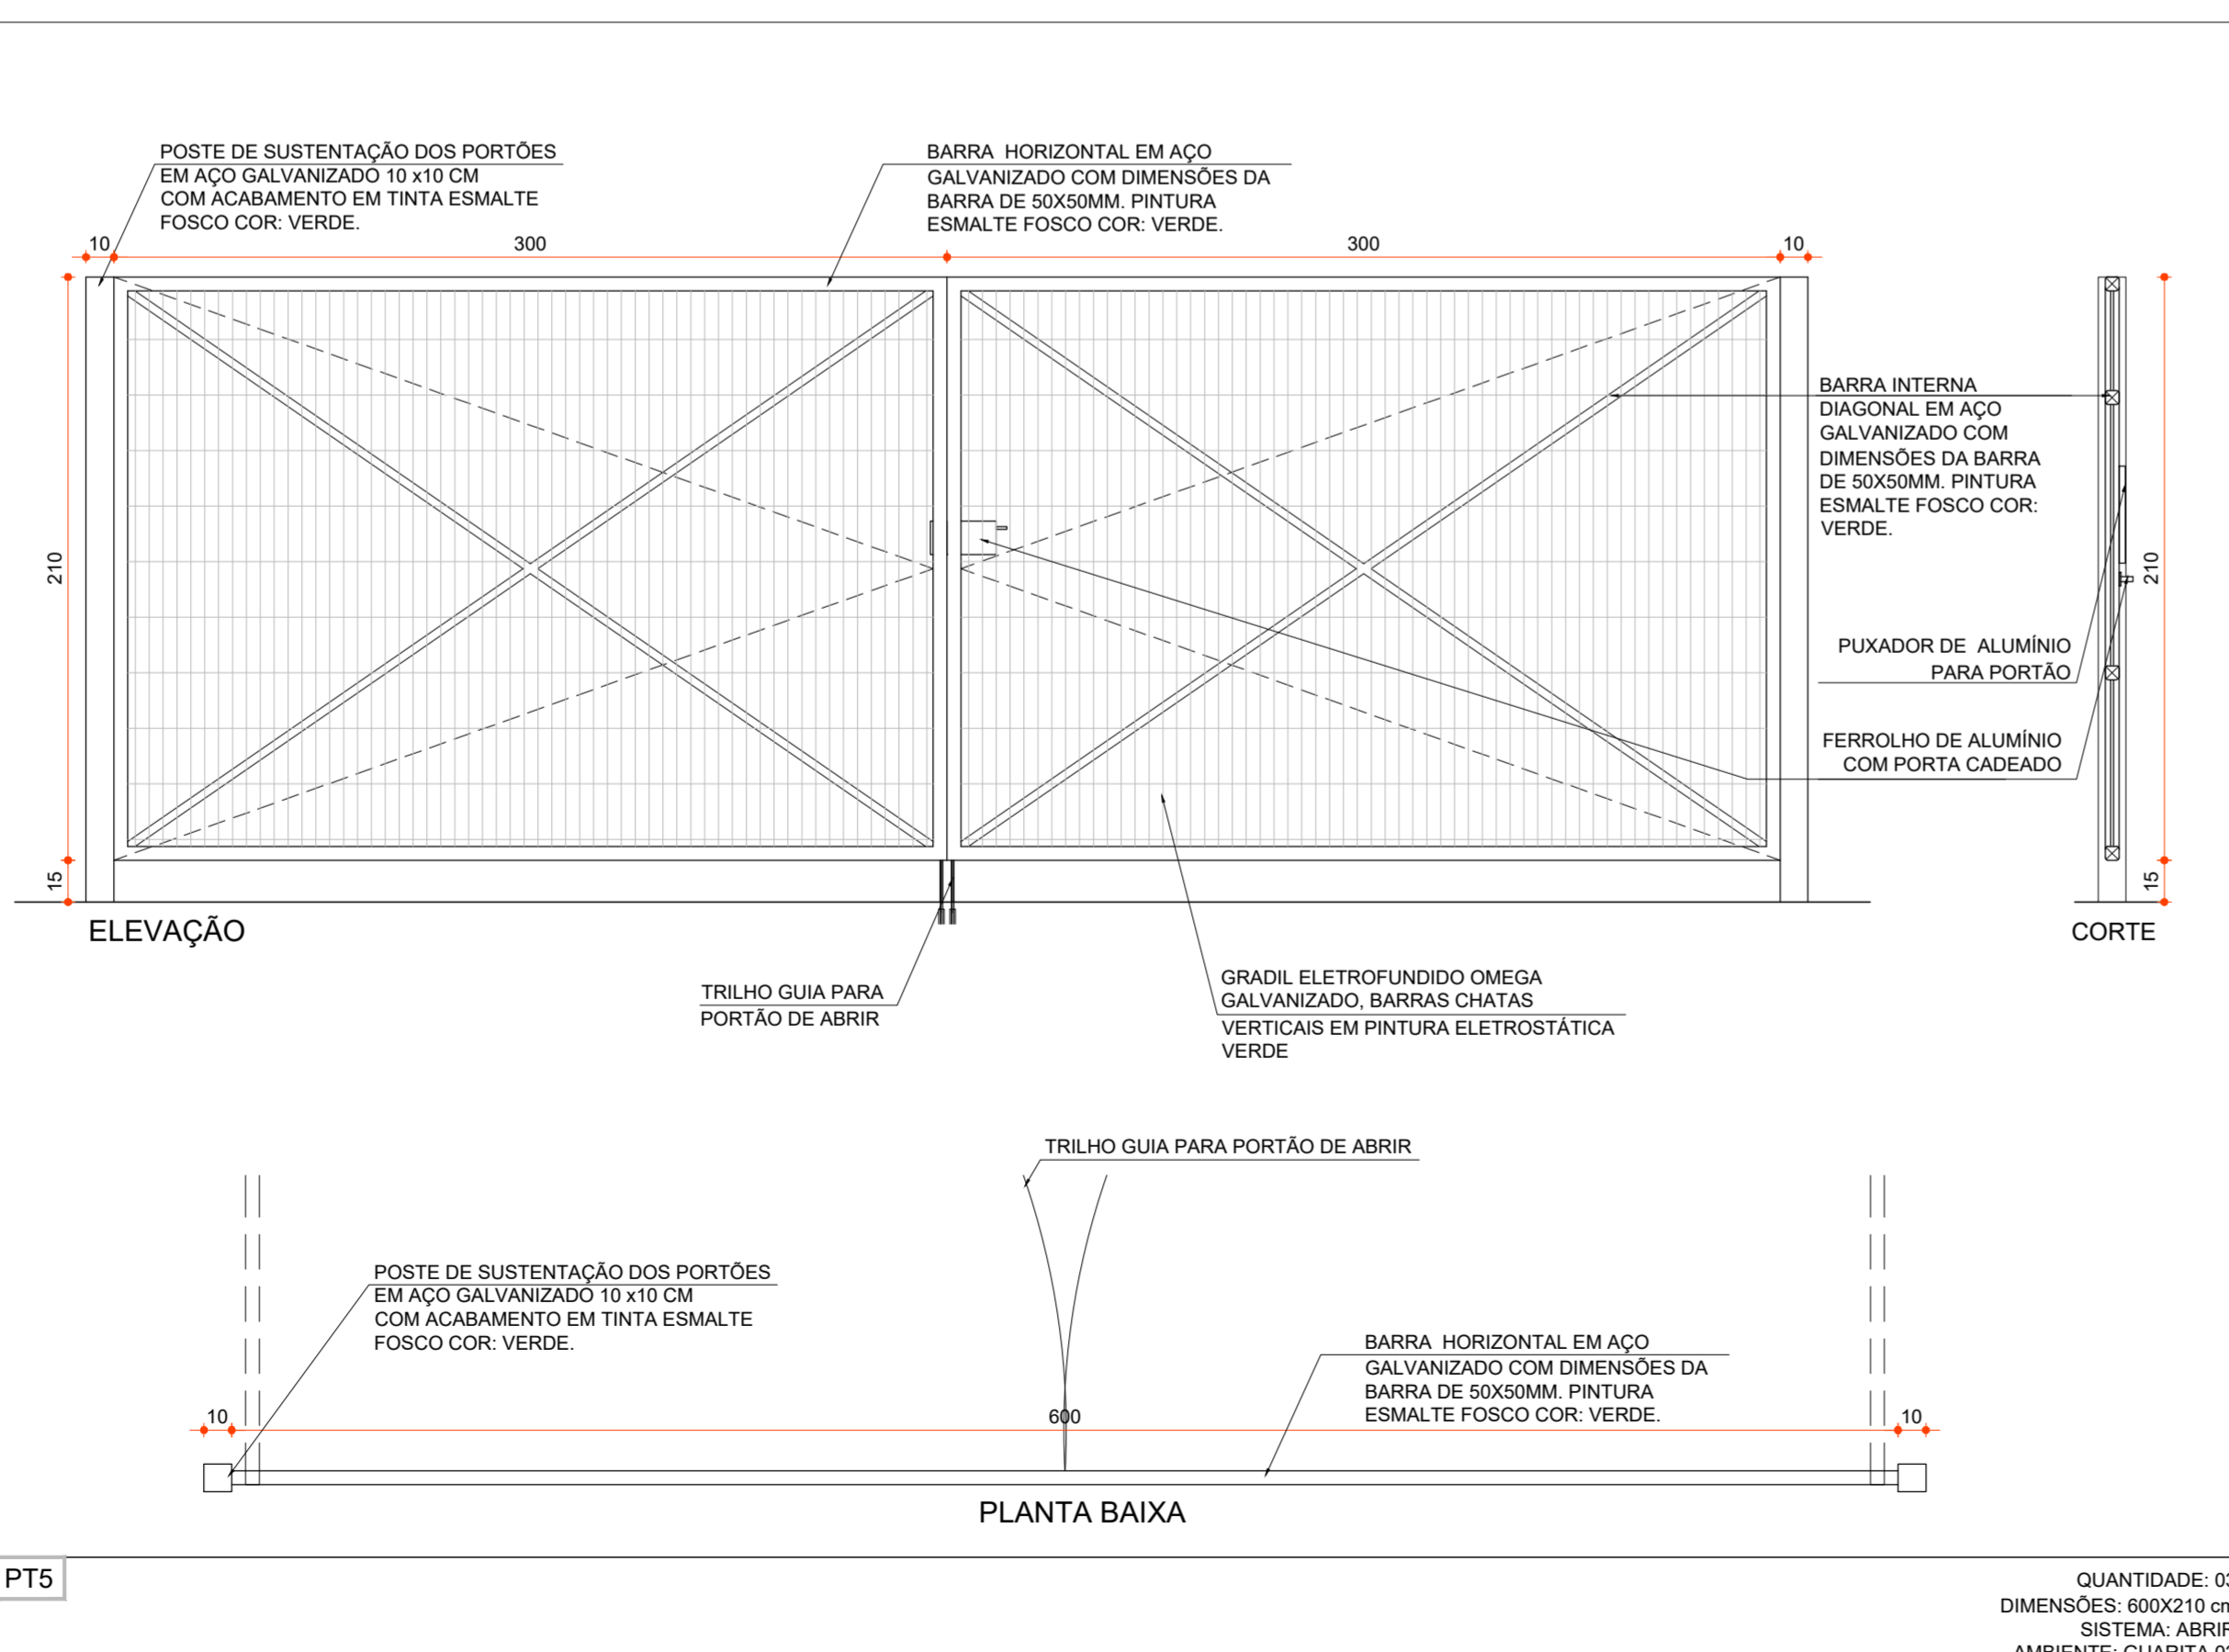 POSTE DE SUSTENTAÇÃO DOS PORTÕES
EM AÇO GALVANIZADO 10 x10 CM
COM ACABAMENTO EM TINTA ESMALTE
FOSCO COR: VERDE.
BARRA HORIZONTAL EM AÇO
GALVANIZADO COM DIMENSÕES DA
BARRA DE 50X50MM. PINTURA
ESMALTE FOSCO COR: VERDE.
10
300
300
10
210
15
BARRA INTERNA
DIAGONAL EM AÇO
GALVANIZADO COM
DIMENSÕES DA BARRA
DE 50X50MM. PINTURA
ESMALTE FOSCO COR:
VERDE.
PUXADOR DE ALUMÍNIO
PARA PORTÃO
FERROLHO DE ALUMÍNIO
COM PORTA CADEADO
210
15
ELEVAÇÃO
CORTE
TRILHO GUIA PARA
PORTÃO DE ABRIR
GRADIL ELETROFUNDIDO OMEGA
GALVANIZADO, BARRAS CHATAS
VERTICAIS EM PINTURA ELETROSTÁTICA
VERDE
TRILHO GUIA PARA PORTÃO DE ABRIR
POSTE DE SUSTENTAÇÃO DOS PORTÕES
EM AÇO GALVANIZADO 10 x10 CM
COM ACABAMENTO EM TINTA ESMALTE
FOSCO COR: VERDE.
BARRA HORIZONTAL EM AÇO
GALVANIZADO COM DIMENSÕES DA
BARRA DE 50X50MM. PINTURA
ESMALTE FOSCO COR: VERDE.
10
600
10
PLANTA BAIXA
PT5
QUANTIDADE: 03
DIMENSÕES: 600X210 cm
SISTEMA: ABRIR
AMBIENTE: GUARITA